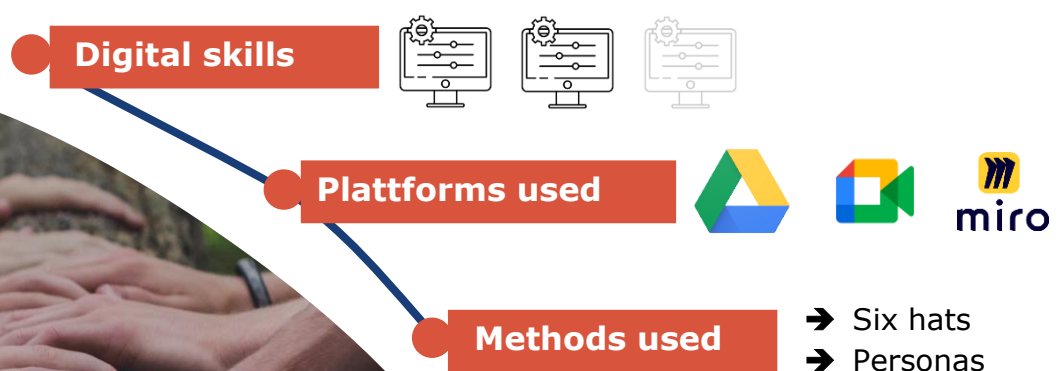 Digital skills
Plattforms used
miro
Methods used
➔ Six hats
➔ Personas